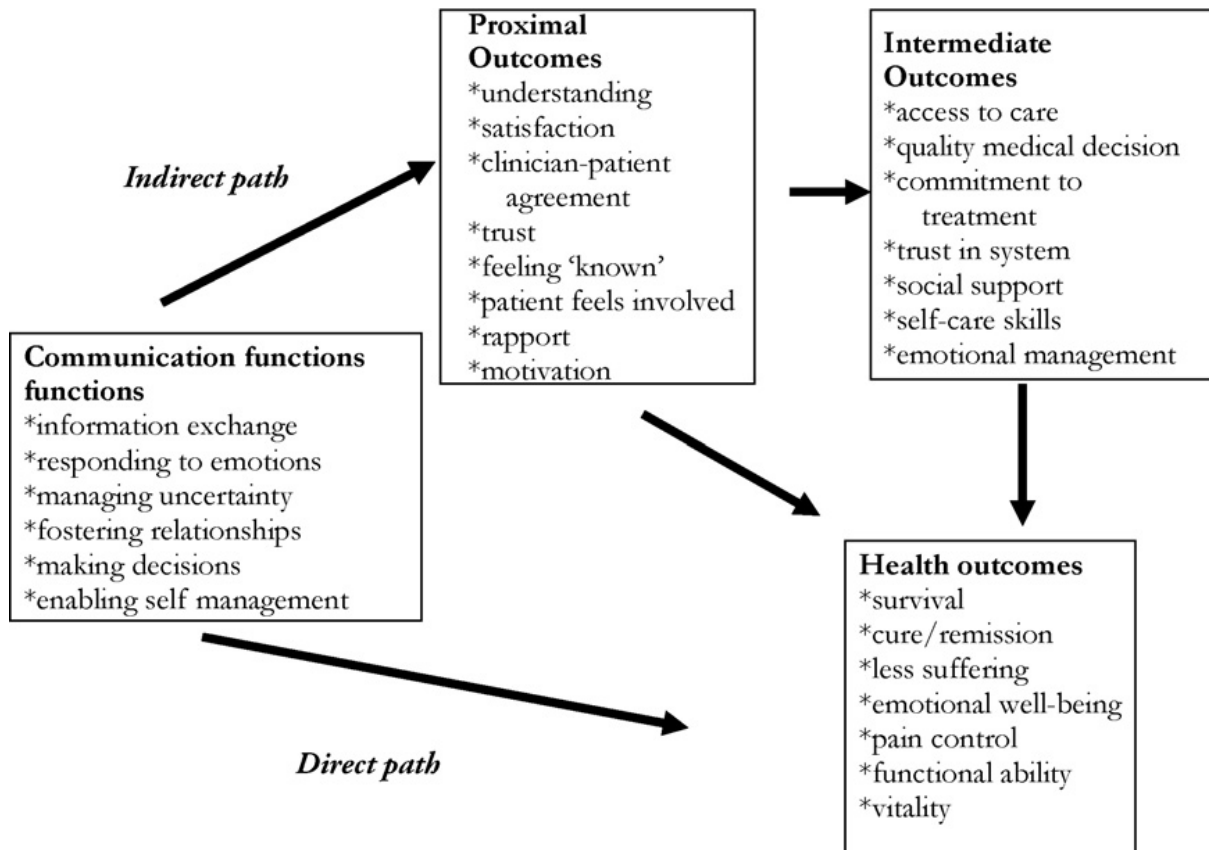 Proximal
Outcomes
*understanding
*satisfaction
*clinician-patient
agreement
*trust
*feeling ‘known’
*patient feels involved
*rapport
*motivation
Intermediate
Outcomes
*access to care
*quality medical decision
*commitment to
treatment
*trust in system
*social support
*self-care skills
*emotional management
Indirect path
Communication functions
functions
*information exchange
*responding to emotions
*managing uncertainty
*fostering relationships
*making decisions
*enabling self management
Health outcomes
*survival
*cure/remission
*less suffering
*emotional well-being
*pain control
*functional ability
*vitality
Direct path